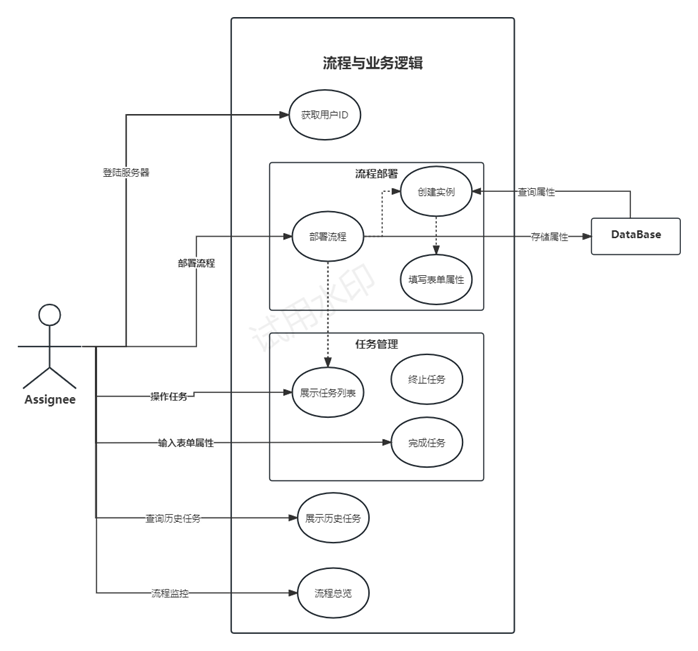 流程与业务逻辑
获取用户ID
登陆服务器
流程部署
创建实例
查询属性
部署流程
部署流程
存储属性
DataBase
填写表单属性
试用水印
任务管理
终止任务
Assignee
操作任务
展示任务列表
输入表单属性
完成任务
查询历史任务
展示历史任务
流程监控
流程总览